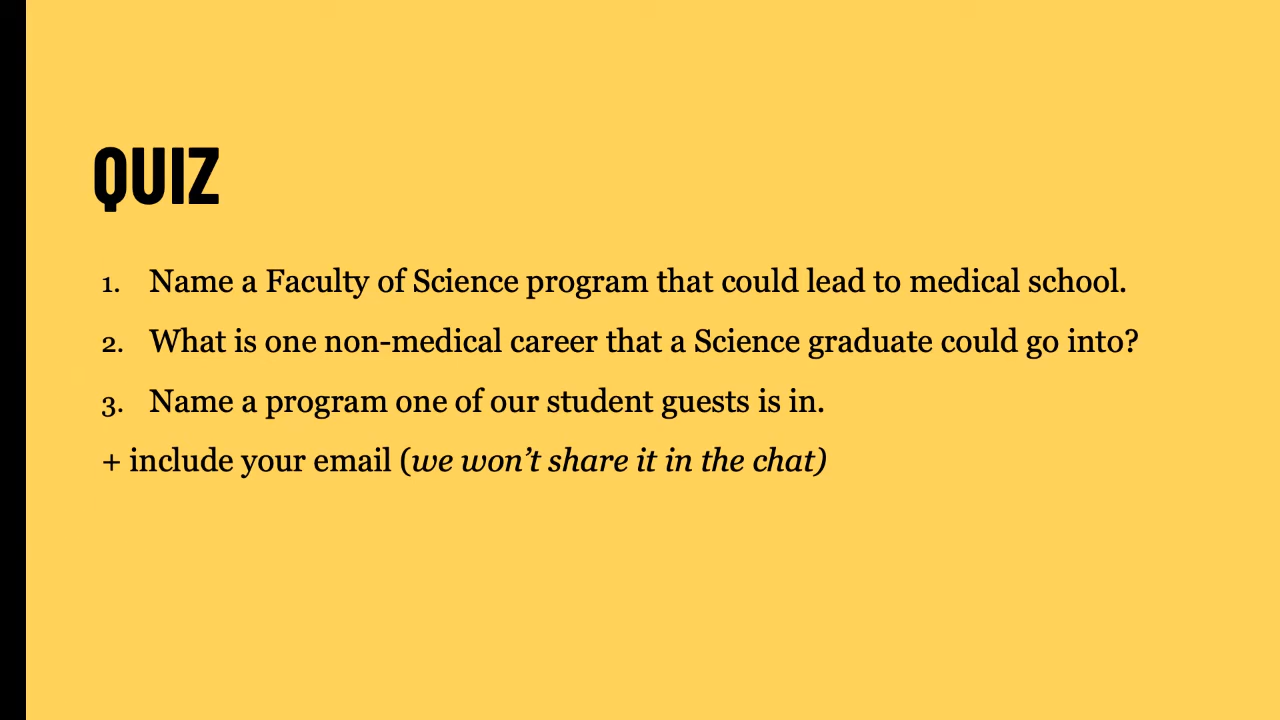 QUIZ
1. Name a Faculty of Science program that could lead to medical school.
2. What is one non-medical career that a Science graduate could go into?
3. Name a program one of our student guests is in.
+ include your email (we won’t share it in the chat)